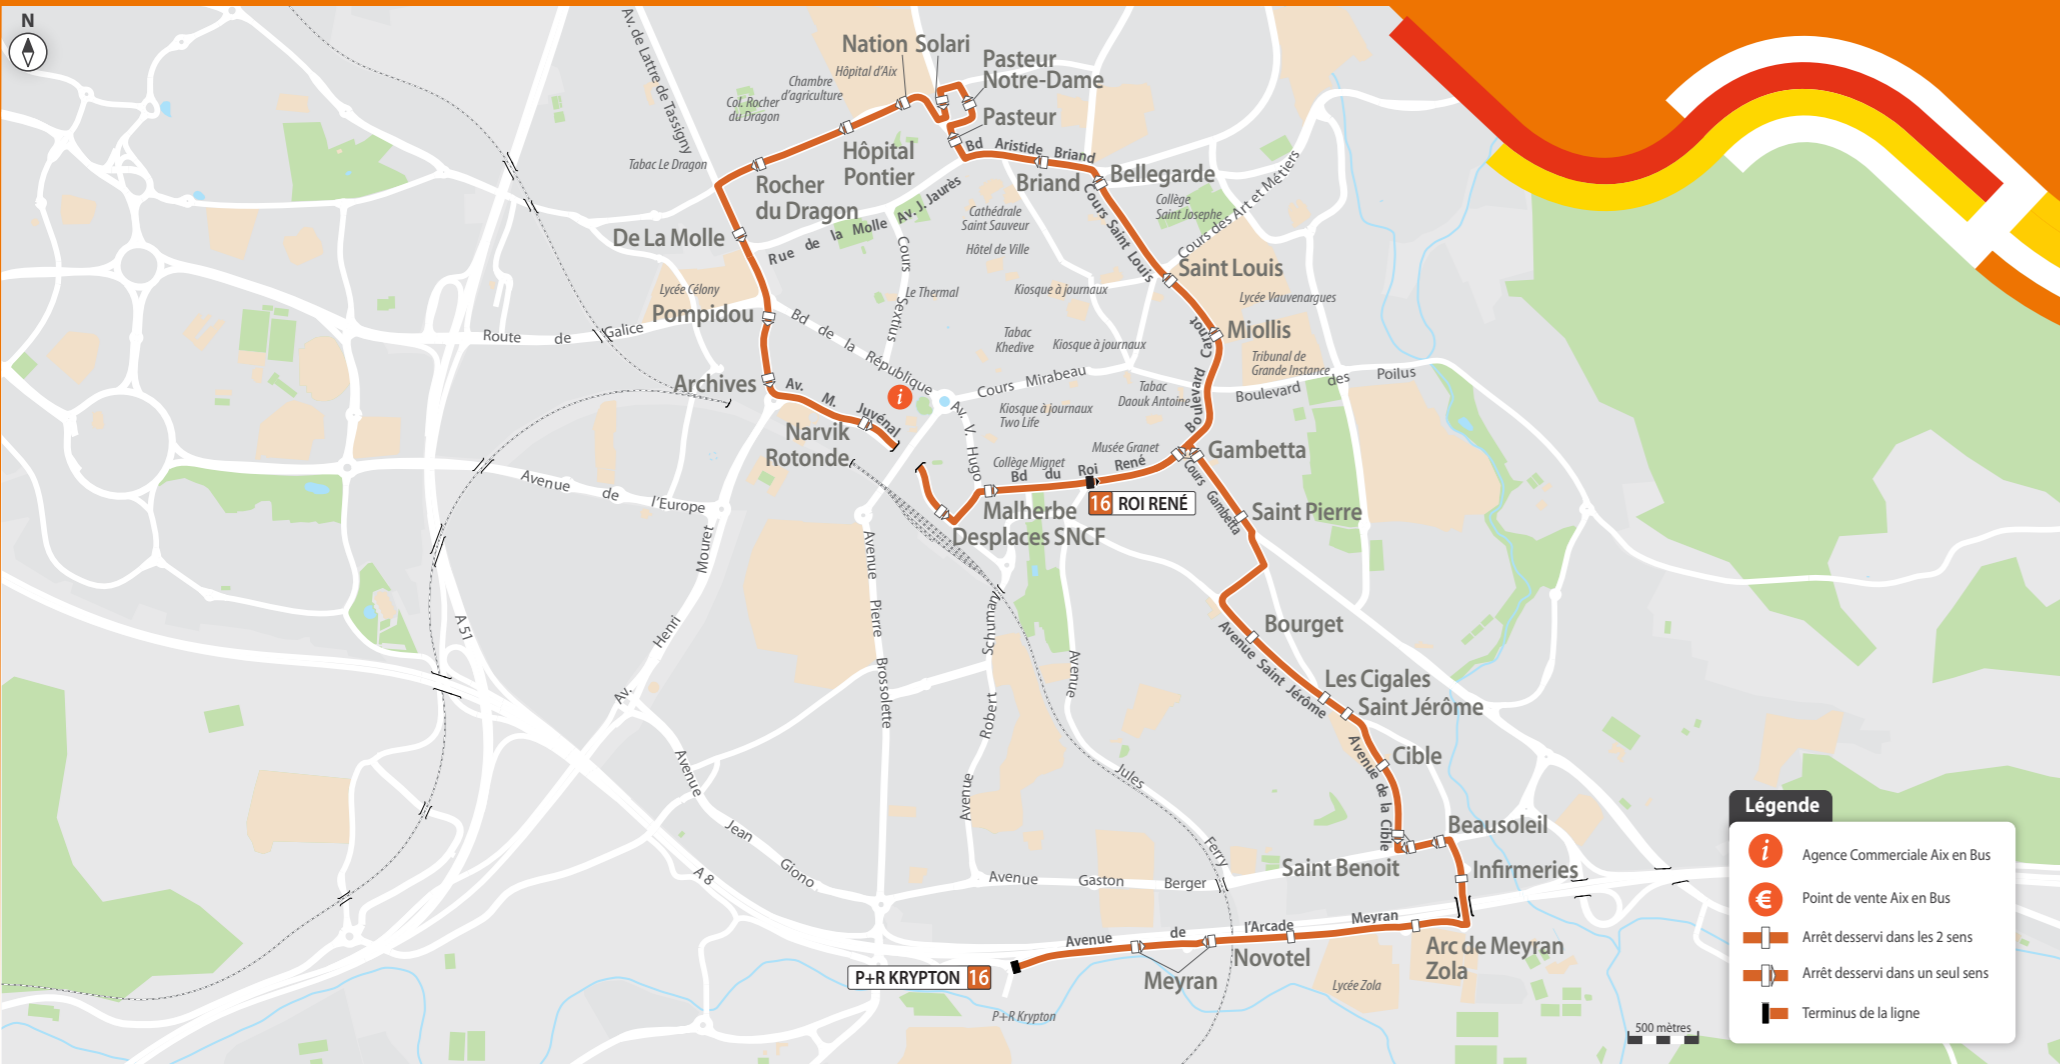 N
Av. de Lattre de Tassigny
Nation
Solari
Pasteur
Notre-Dame
Hôpital d'Aix
Chambre
d'agriculture
Col. Rocher
du Dragon
Pasteur
Tabac Le Dragon
Hôpital
Pontier
Bd Aristide Briand
Briand
Bellegarde
Rocher
du Dragon
Collège
Saint Josephe
Cours des Art et Métiers
De La Molle
Rue de la Molle
Av. J. Jaurès
Cathédrale
Saint Sauveur
Hôtel de Ville
Cours Saint Louis
Cours Sextius
Saint Louis
Lycée Célony
Le Thermal
Kiosque à journaux
Lycée Vauvenargues
Pompidou
Bd de la République
Route de Galice
Tabac
Khedive
Kiosque à journaux
Miollis
Boulevard Carnot
Tribunal de
Grande Instance
Archives
Av. M. Juvénal
i
Cours Mirabeau
Tabac
Daouk Antoine
Boulevard des Poilus
Kiosque à journaux
Two Life
Av. V. Hugo
Narvik
Rotonde
Musée Granet
Collège Mignet
Bd du Roi René
Gambetta
Cours Gambetta
Avenue de l'Europe
Malherbe
16 ROI RENÉ
Saint Pierre
Desplaces SNCF
Av. Henri Mouret
A 51
Avenue Pierre Brossolette
Avenue Robert Schumann
Avenue Jules Ferry
Bourget
Avenue Saint Jérôme
Les Cigales
Saint Jérôme
Cible
Avenue de la Cible
Avenue Jean Giono
A 8
Beausoleil
Saint Benoit
Infirmeries
Avenue Gaston Berger
Avenue de l'Arcade Meyran
Arc de Meyran
Zola
Novotel
Meyran
P+R KRYPTON 16
Lycée Zola
P+R Krypton
500 mètres
Légende
i Agence Commerciale Aix en Bus
€ Point de vente Aix en Bus
Arrêt desservi dans les 2 sens
Arrêt desservi dans un seul sens
Terminus de la ligne